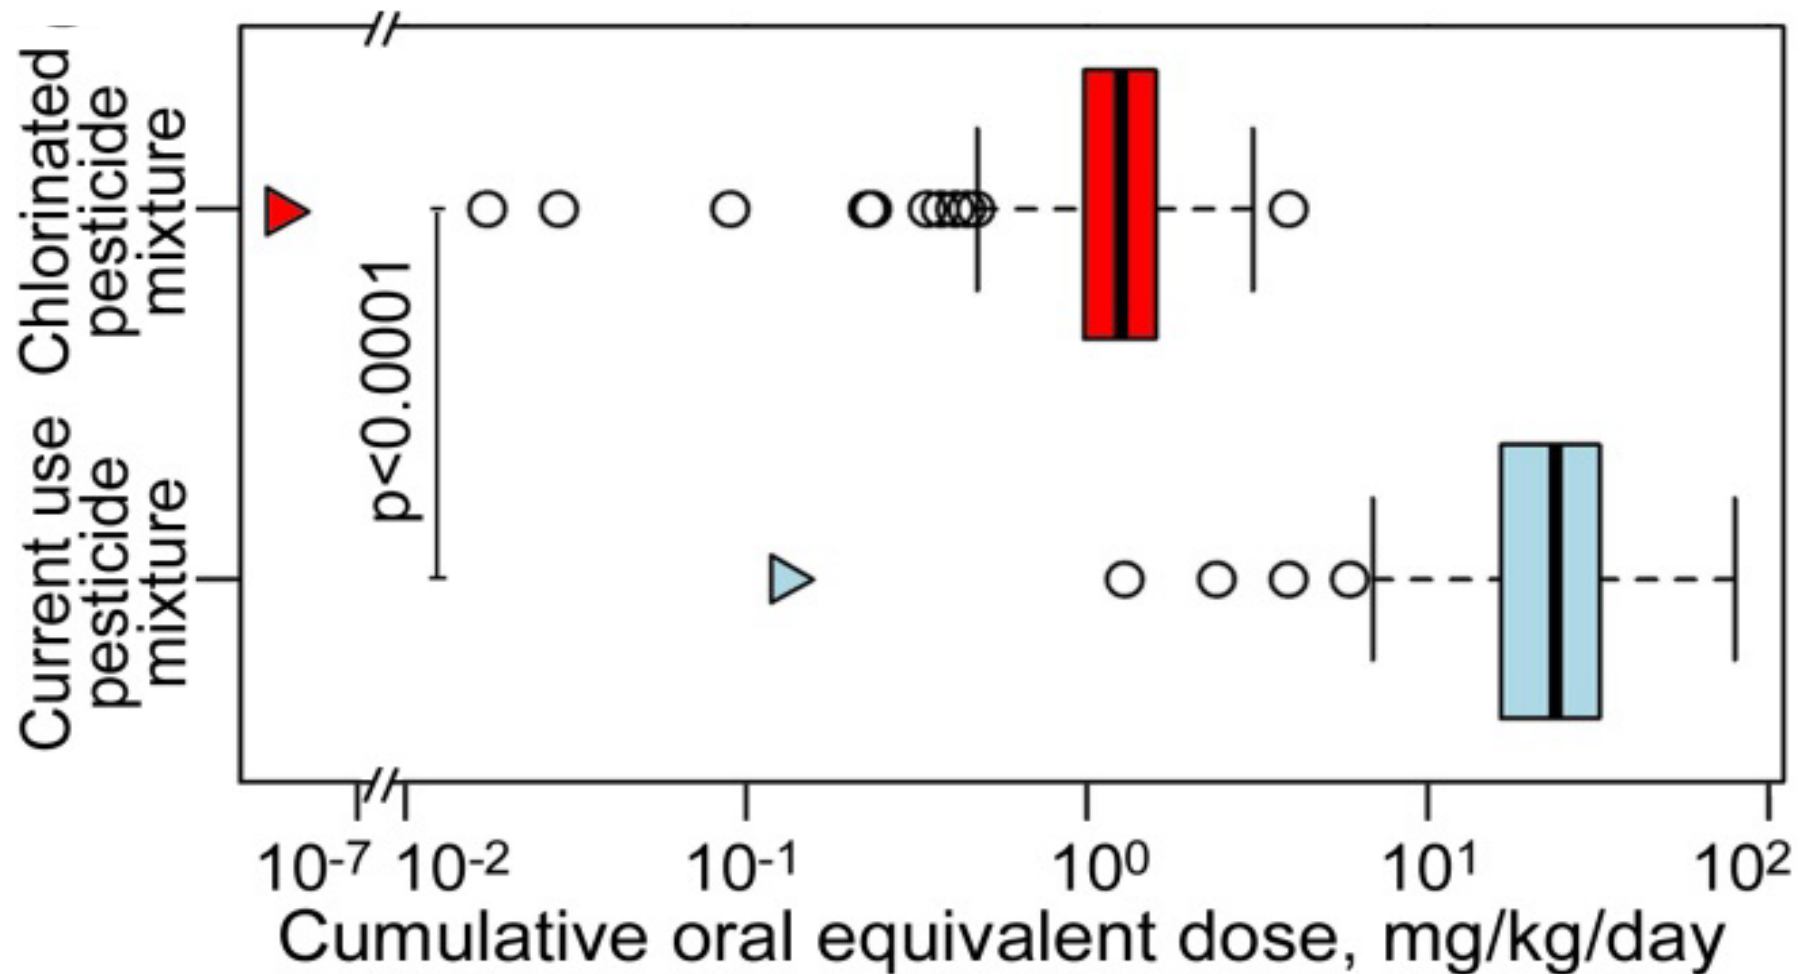 Chlorinated
pesticide
mixture
Current use
pesticide
mixture
p<0.0001
//
//
10-7 10-2 10-1 100 101 102
Cumulative oral equivalent dose, mg/kg/day